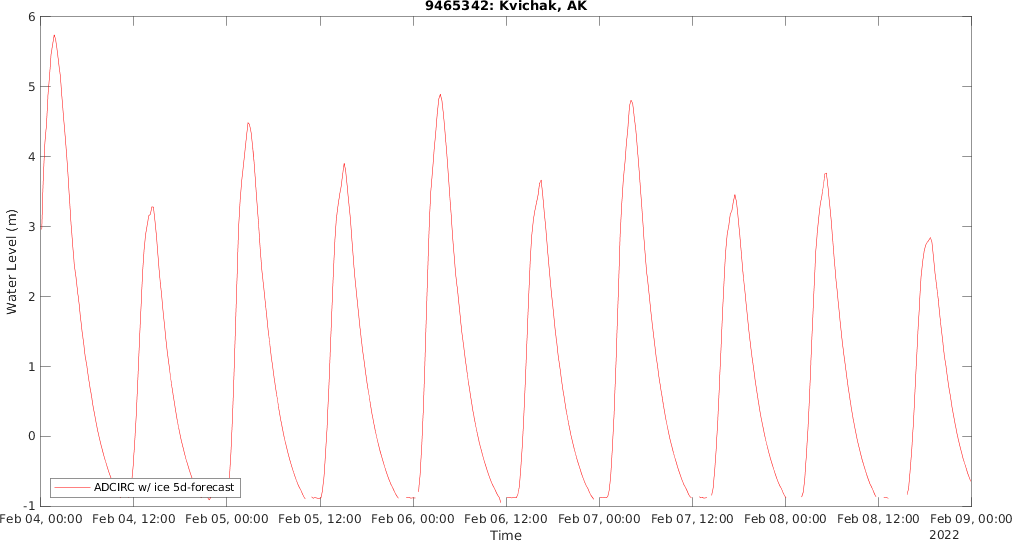 9465342: Kvichak, AK
6
5
4
3
2
1
0
-1
Water Level (m)
ADCIRC w/ ice 5d-forecast
Feb 04, 00:00 Feb 04, 12:00 Feb 05, 00:00 Feb 05, 12:00 Feb 06, 00:00 Feb 06, 12:00 Feb 07, 00:00 Feb 07, 12:00 Feb 08, 00:00 Feb 08, 12:00 Feb 09, 00:00
Time
2022